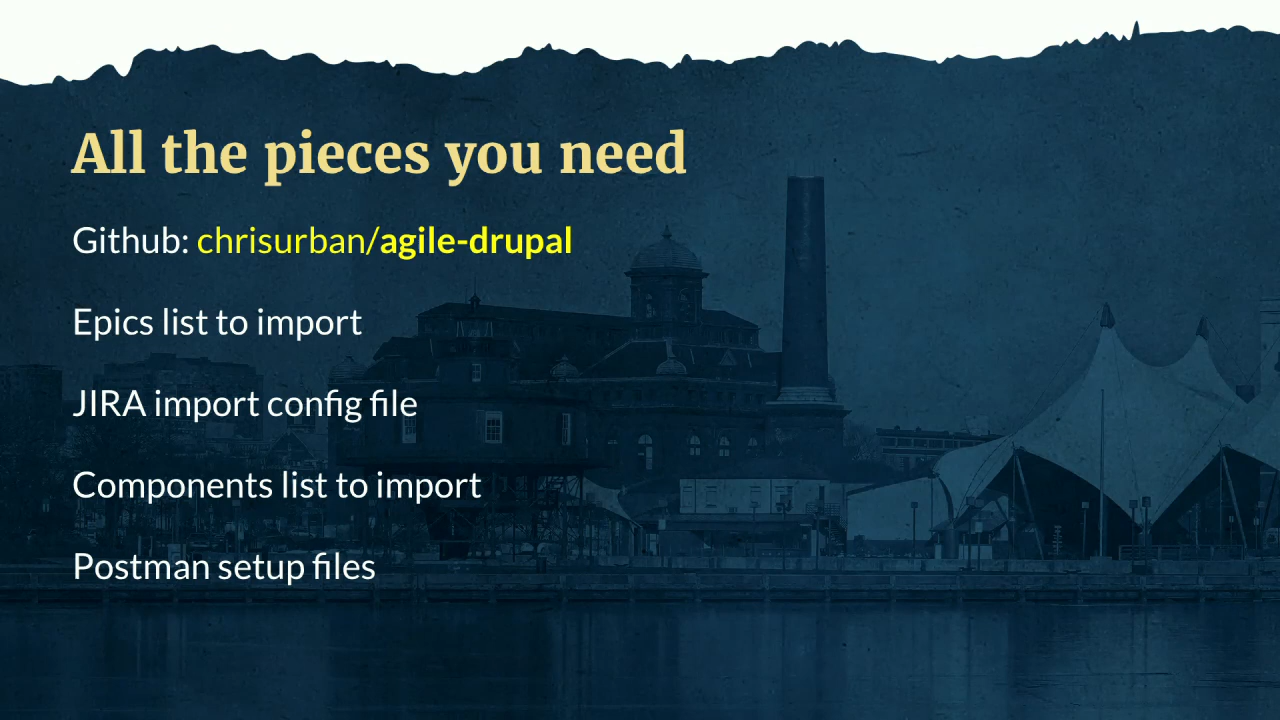 All the pieces you need
Github: chrisurban/agile-drupal
Epics list to import
JIRA import config file
Components list to import
Postman setup files